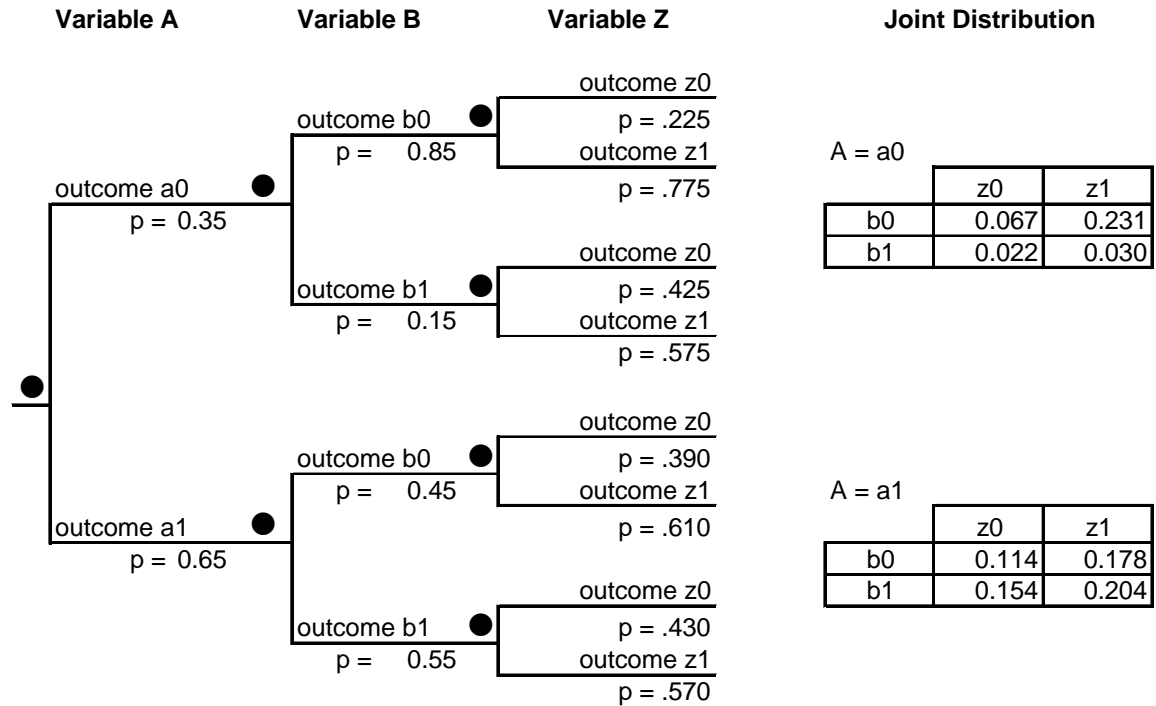 Variable A Variable B Variable Z Joint Distribution
outcome z0
outcome b0 p = .225
p = 0.85 outcome z1 A = a0
outcome a0 p = .775 z0 z1
p = 0.35 b0 0.067 0.231
outcome z0 b1 0.022 0.030
outcome b1 p = .425
p = 0.15 outcome z1
p = .575
outcome z0
outcome b0 p = .390
p = 0.45 outcome z1 A = a1
outcome a1 p = .610 z0 z1
p = 0.65 b0 0.114 0.178
outcome z0 b1 0.154 0.204
outcome b1 p = .430
p = 0.55 outcome z1
p = .570